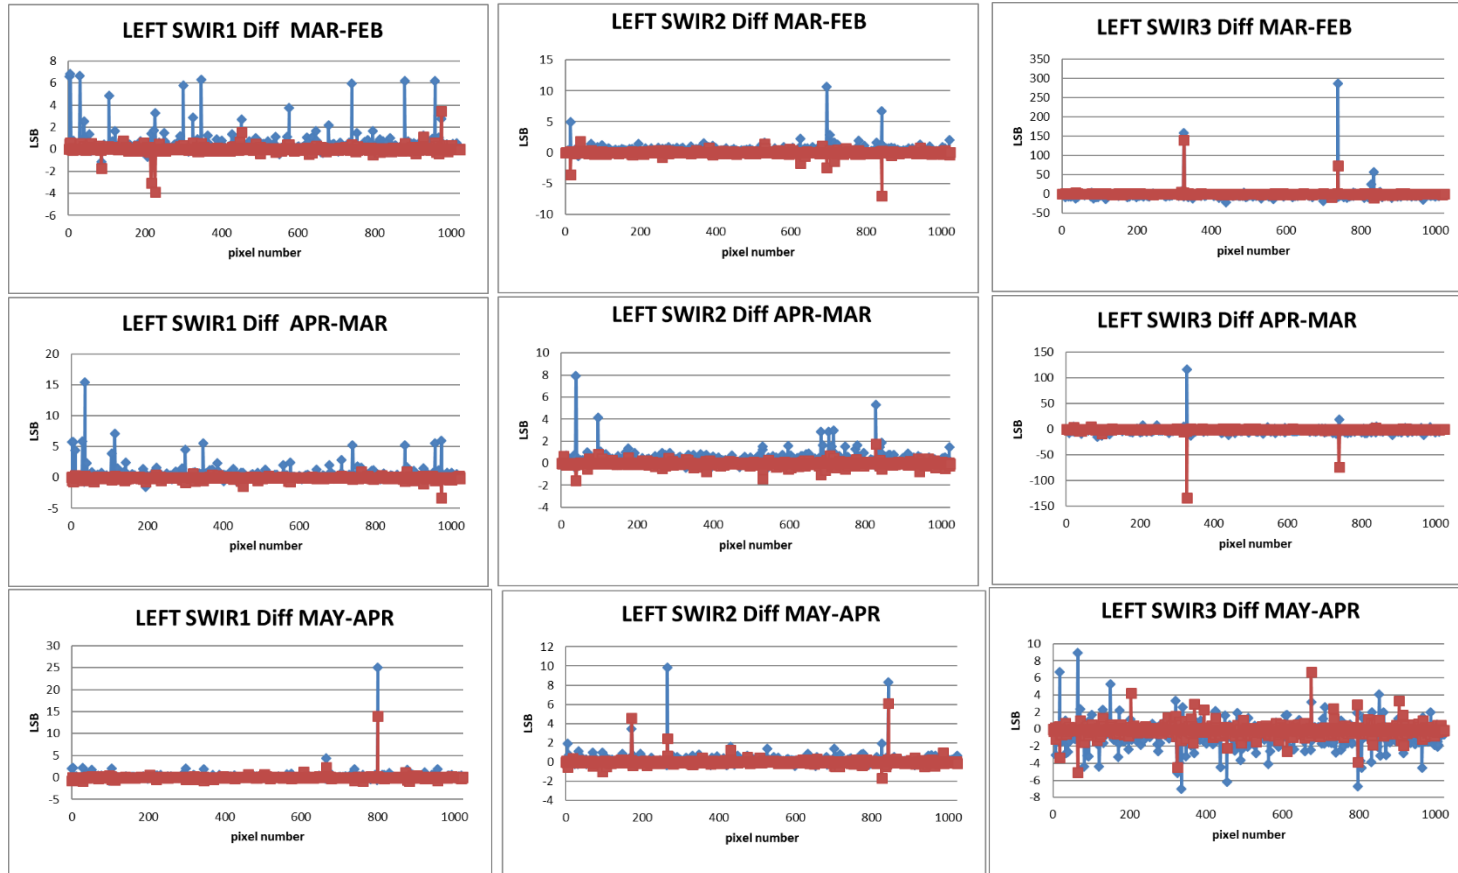 LEFT SWIR1 Diff  MAR-FEB
8
6
4
2
0
-2
-4
-6
LSB
0 200 400 600 800 1000
pixel number
LEFT SWIR2 Diff MAR-FEB
15
10
5
0
-5
-10
LSB
0 200 400 600 800 1000
pixel number
LEFT SWIR3 Diff MAR-FEB
350
300
250
200
150
100
50
0
-50
LSB
0 200 400 600 800 1000
pixel number
LEFT SWIR1 Diff  APR-MAR
20
15
10
5
0
-5
LSB
0 200 400 600 800 1000
pixel number
LEFT SWIR2 Diff APR-MAR
10
8
6
4
2
0
-2
-4
LSB
0 200 400 600 800 1000
pixel number
LEFT SWIR3 Diff APR-MAR
150
100
50
0
-50
-100
-150
LSB
0 200 400 600 800 1000
pixel number
LEFT SWIR1 Diff MAY-APR
30
25
20
15
10
5
0
-5
LSB
0 200 400 600 800 1000
pixel number
LEFT SWIR2 Diff MAY-APR
12
10
8
6
4
2
0
-2
-4
LSB
0 200 400 600 800 1000
pixel number
LEFT SWIR3 Diff MAY-APR
10
8
6
4
2
0
-2
-4
-6
-8
LSB
0 200 400 600 800 1000
pixel number